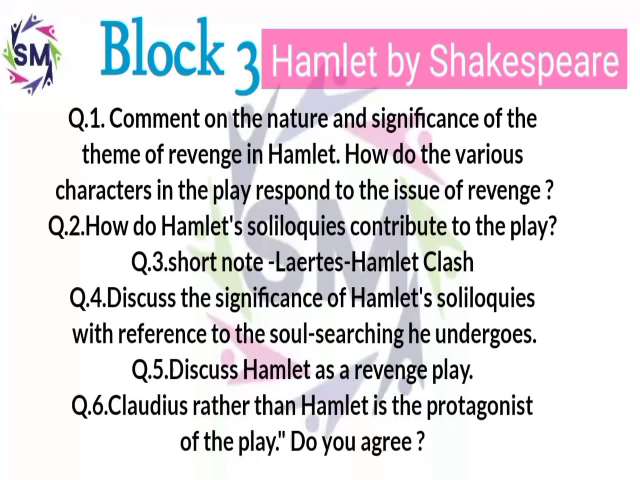 SM
Block 3 Hamlet by Shakespeare
Q.1. Comment on the nature and significance of the
theme of revenge in Hamlet. How do the various
characters in the play respond to the issue of revenge ?
Q.2.How do Hamlet's soliloquies contribute to the play?
Q.3.short note -Laertes-Hamlet Clash
Q.4.Discuss the significance of Hamlet's soliloquies
with reference to the soul-searching he undergoes.
Q.5.Discuss Hamlet as a revenge play.
Q.6.Claudius rather than Hamlet is the protagonist
of the play." Do you agree ?
SM